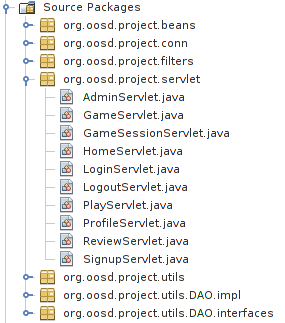 Source Packages
org.oosd.project.beans
org.oosd.project.conn
org.oosd.project.filters
org.oosd.project.servlet
AdminServlet.java
GameServlet.java
GameSessionServlet.java
HomeServlet.java
LoginServlet.java
LogoutServlet.java
PlayServlet.java
ProfileServlet.java
ReviewServlet.java
SignupServlet.java
org.oosd.project.utils
org.oosd.project.utils.DAO.impl
org.oosd.project.utils.DAO.interfaces